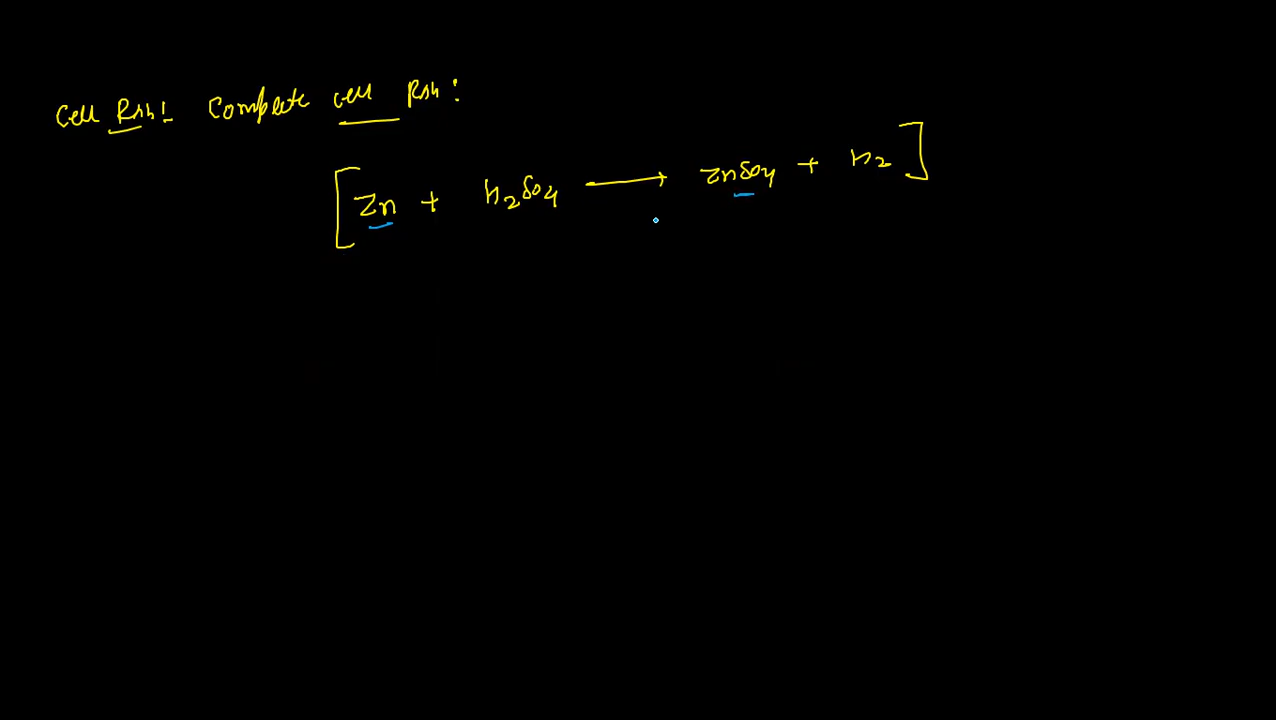 Cell Rxn: Complete cell Rxn:
[Zn + H2SO4 → ZnSO4 + H2]